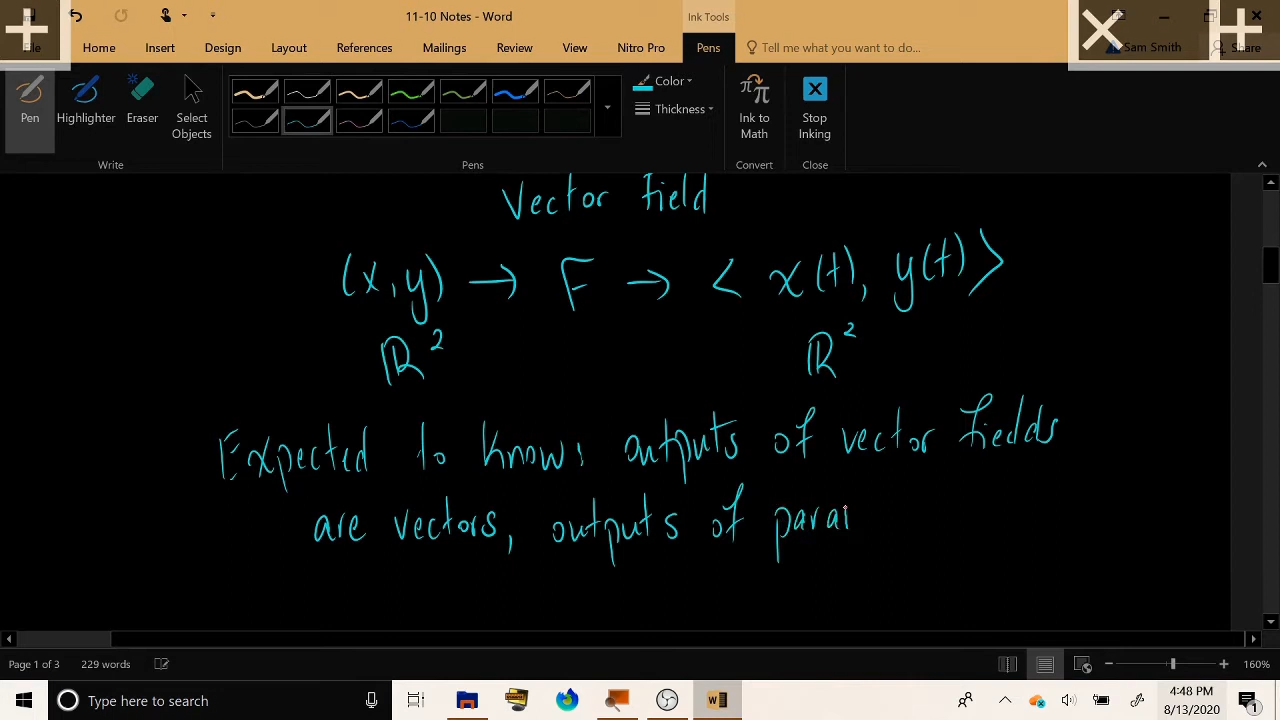 11-10 Notes - Word
Ink Tools
File Home Insert Design Layout References Mailings Review View Nitro Pro Pens Tell me what you want to do... Sam Smith Share
Pen Highlighter Eraser Select Objects Color Thickness Ink to Math Stop Inking
Write Pens Convert Close
Vector Field
(x,y) → F → < x(t), y(t) >
ℝ² ℝ²
Expected to know: outputs of vector fields
are vectors, outputs of para
Page 1 of 3 229 words 160%
Type here to search
4:48 PM
8/13/2020
1